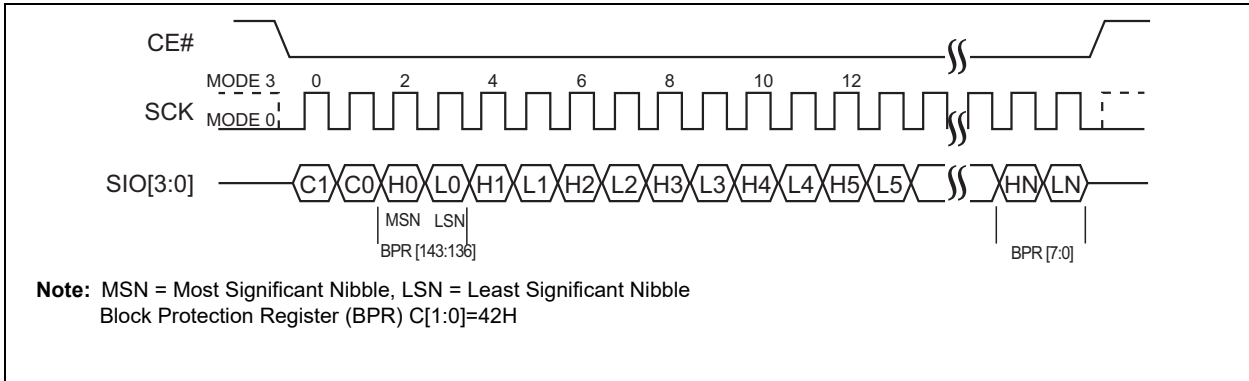 CE#
MODE 3 0 2 4 6 8 10 12
SCK
MODE 0
SIO[3:0] C1 C0 H0 L0 H1 L1 H2 L2 H3 L3 H4 L4 H5 L5 HN LN
MSN LSN
BPR [143:136] BPR [7:0]
Note: MSN = Most Significant Nibble, LSN = Least Significant Nibble
Block Protection Register (BPR) C[1:0]=42H